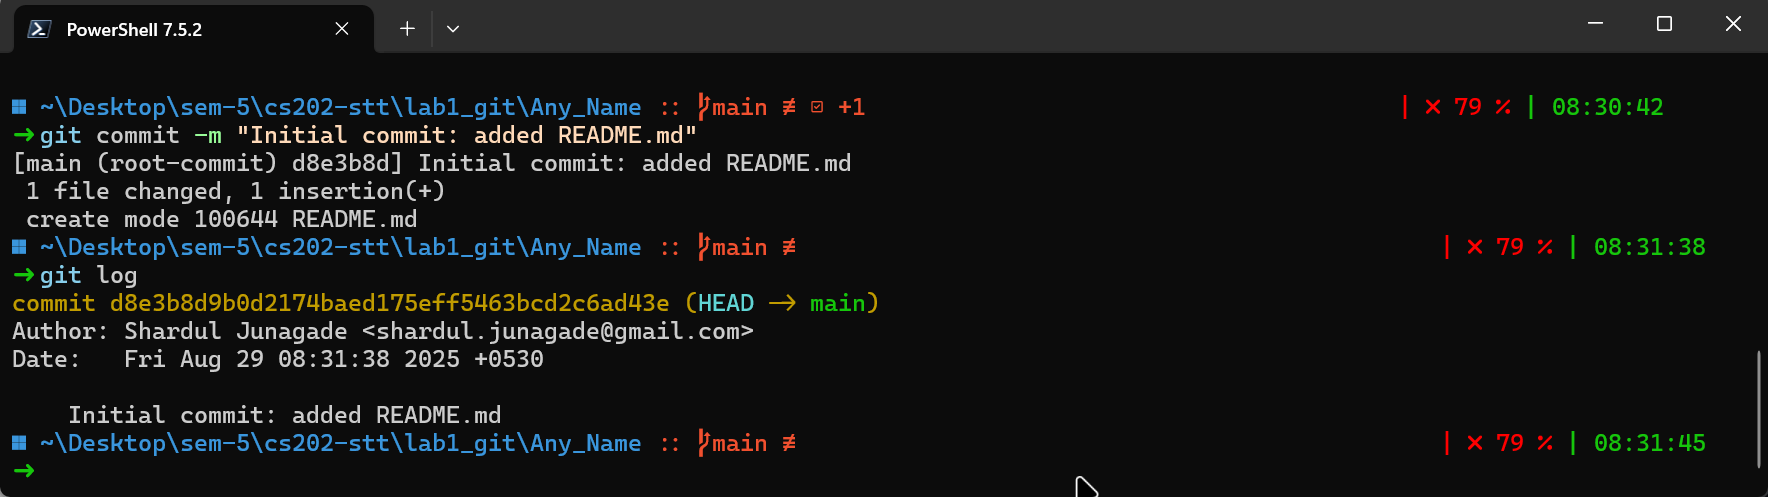 PowerShell 7.5.2
~\Desktop\sem-5\cs202-stt\lab1_git\Any_Name :: main ≢ +1 | × 79 % | 08:30:42
→git commit -m "Initial commit: added README.md"
[main (root-commit) d8e3b8d] Initial commit: added README.md
1 file changed, 1 insertion(+)
create mode 100644 README.md
~\Desktop\sem-5\cs202-stt\lab1_git\Any_Name :: main ≢ | × 79 % | 08:31:38
→git log
commit d8e3b8d9b0d2174baed175eff5463bcd2c6ad43e (HEAD -> main)
Author: Shardul Junagade <shardul.junagade@gmail.com>
Date:   Fri Aug 29 08:31:38 2025 +0530
Initial commit: added README.md
~\Desktop\sem-5\cs202-stt\lab1_git\Any_Name :: main ≢ | × 79 % | 08:31:45
→